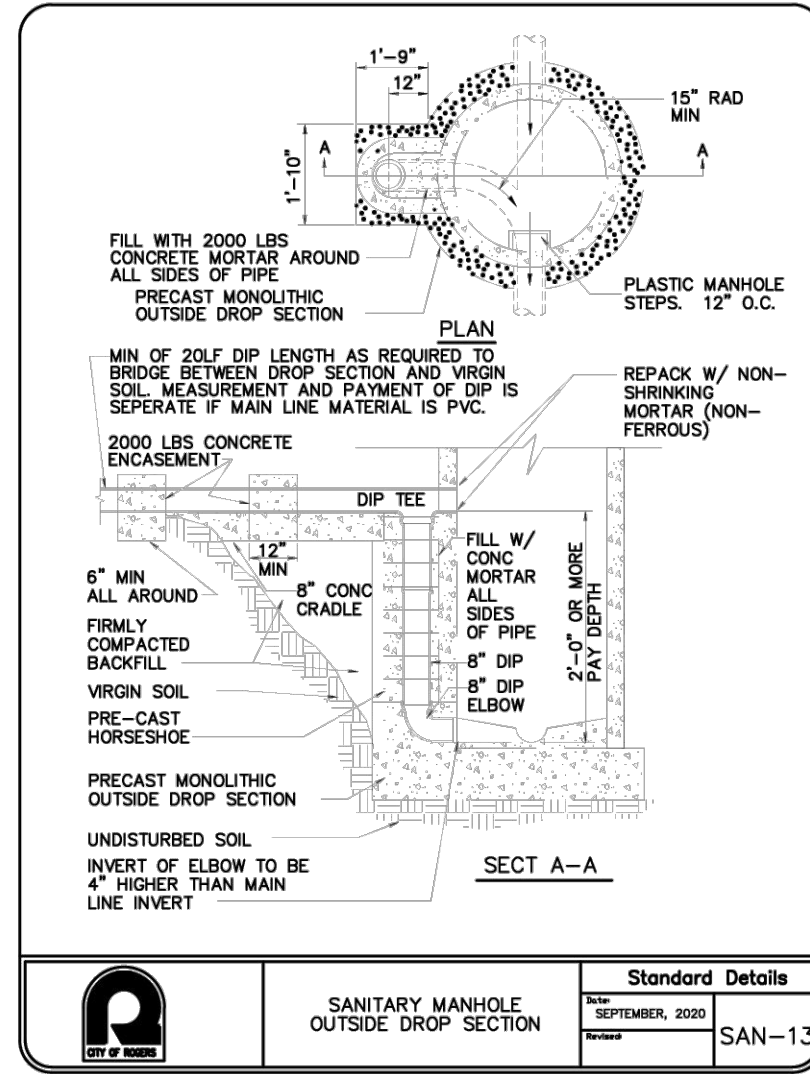 1'-9"
12"
15" RAD
MIN
A
A
1'-10"
FILL WITH 2000 LBS
CONCRETE MORTAR AROUND
ALL SIDES OF PIPE
PRECAST MONOLITHIC
OUTSIDE DROP SECTION
PLASTIC MANHOLE
STEPS. 12" O.C.
PLAN
MIN OF 20LF DIP LENGTH AS REQUIRED TO
BRIDGE BETWEEN DROP SECTION AND VIRGIN
SOIL. MEASUREMENT AND PAYMENT OF DIP IS
SEPERATE IF MAIN LINE MATERIAL IS PVC.
REPACK W/ NON-
SHRINKING
MORTAR (NON-
FERROUS)
2000 LBS CONCRETE
ENCASEMENT
DIP TEE
12"
MIN
6" MIN
ALL AROUND
8" CONC
CRADLE
FILL W/
CONC
MORTAR
ALL
SIDES
OF PIPE
2'-0" OR MORE
PAY DEPTH
FIRMLY
COMPACTED
BACKFILL
8" DIP
8" DIP
ELBOW
VIRGIN SOIL
PRE-CAST
HORSESHOE
PRECAST MONOLITHIC
OUTSIDE DROP SECTION
UNDISTURBED SOIL
INVERT OF ELBOW TO BE
4" HIGHER THAN MAIN
LINE INVERT
SECT A-A
CITY OF ROGERS
SANITARY MANHOLE
OUTSIDE DROP SECTION
Standard Details
Date:
SEPTEMBER, 2020
Revised:
SAN-13